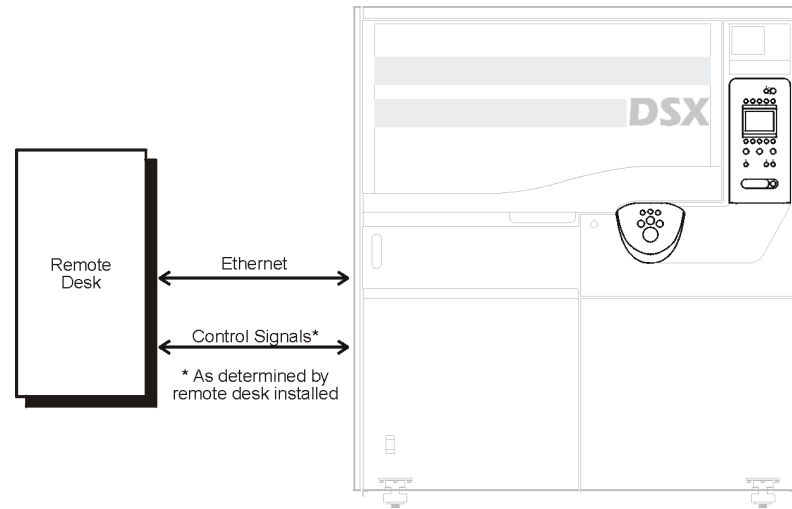 DSX
Remote
Desk
Ethernet
Control Signals*
* As determined by
remote desk installed